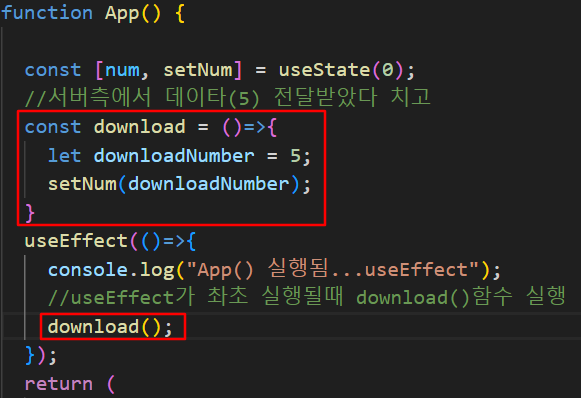 function App() {
const [num, setNum] = useState(0);
//서버측에서 데이타(5) 전달받았다 치고
const download = ()=>{
let downloadNumber = 5;
setNum(downloadNumber);
}
useEffect(()=>{
console.log("App() 실행됨...useEffect");
//useEffect가 촤초 실행될때 download()함수 실행
download();
});
return (